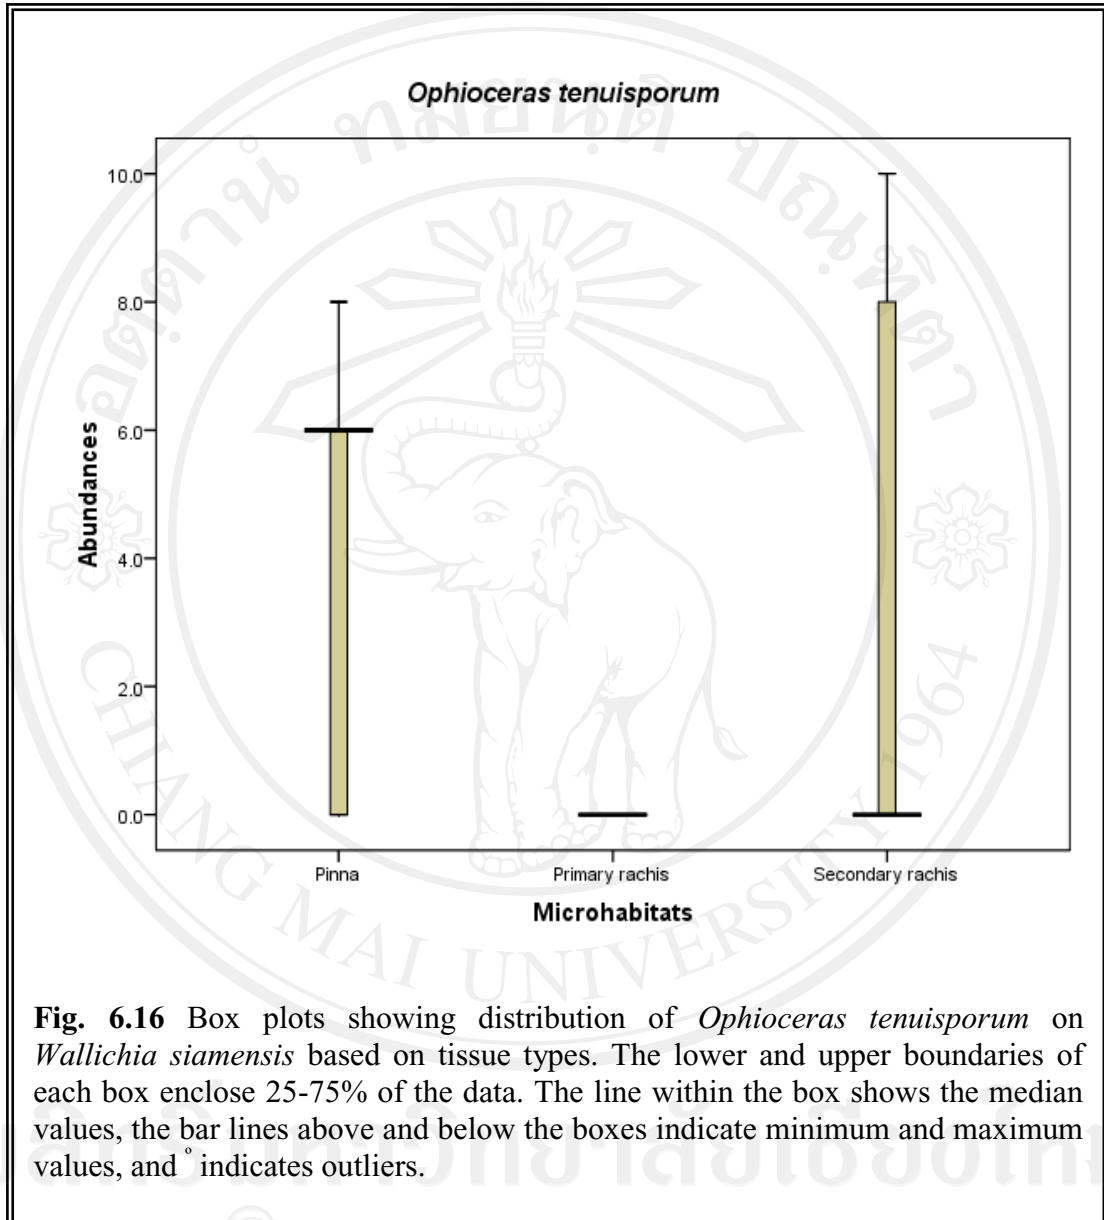 Ophioceras tenuisporum
10.0
8.0
6.0
4.0
2.0
0.0
Abundances
Pinna Primary rachis Secondary rachis
Microhabitats
Fig. 6.16 Box plots showing distribution of Ophioceras tenuisporum on
Wallichia siamensis based on tissue types. The lower and upper boundaries of
each box enclose 25-75% of the data. The line within the box shows the median
values, the bar lines above and below the boxes indicate minimum and maximum
values, and ° indicates outliers.
CHIANG MAI UNIVERSITY 1964